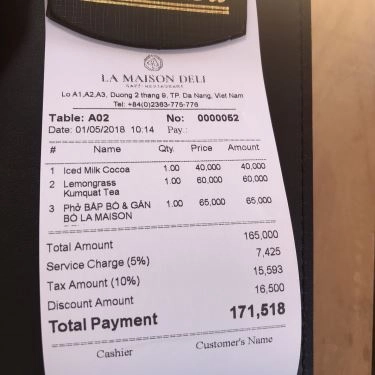 LA MAISON DELI
CAFÉ - RESTAURANT
Lo A1,A2,A3, Duong 2 thang 9, TP. Da Nang, Viet Nam
Tel: +84(0)2363-775-776
Table: A02 No: 0000052
Date: 01/05/2018 10:14 Pay.:
# Name Qty. Price Amount
1 Iced Milk Cocoa 1.00 40,000 40,000
2 Lemongrass 1.00 60,000 60,000
Kumquat Tea
3 Phở BẮP BÒ & GÂN 1.00 65,000 65,000
BÒ LA MAISON
Total Amount 165,000
Service Charge (5%) 7,425
Tax Amount (10%) 15,593
Discount Amount 16,500
Total Payment 171,518
Cashier Customer's Name